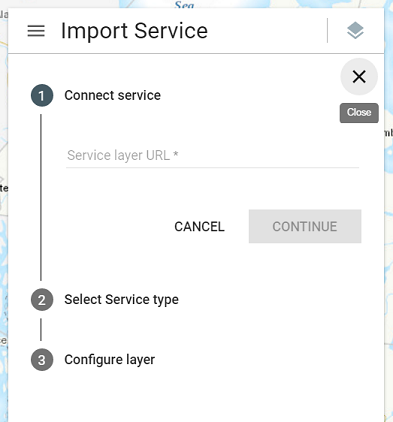 Sea
Import Service
Close
1 Connect service
Service layer URL *
CANCEL CONTINUE
2 Select Service type
3 Configure layer